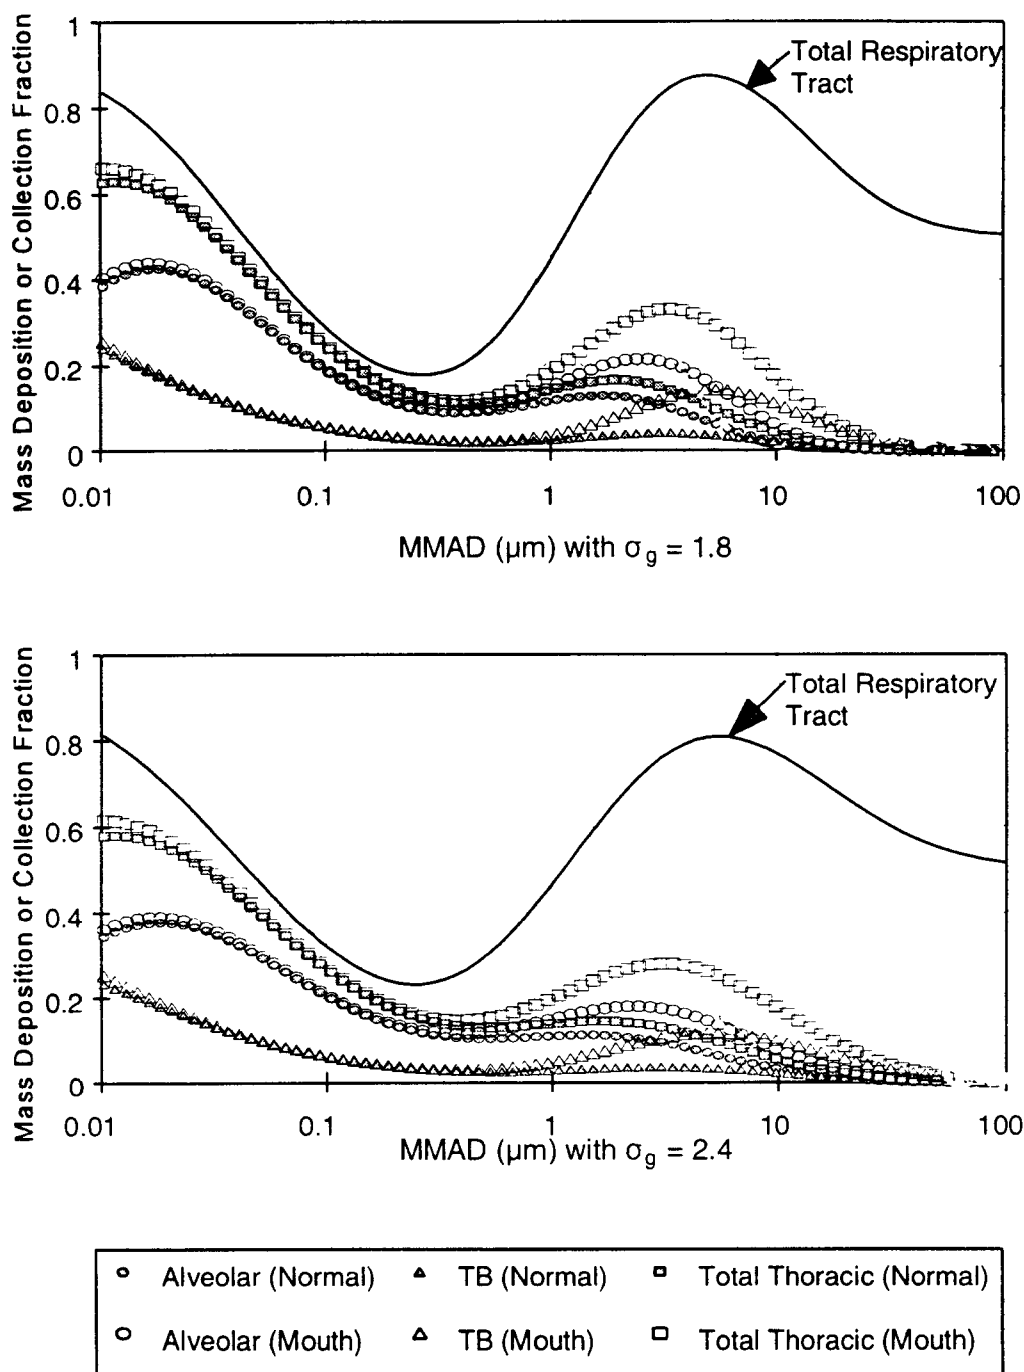 Mass Deposition or Collection Fraction
1
0.8
0.6
0.4
0.2
0
Total Respiratory
Tract
0.01 0.1 1 10 100
MMAD (μm) with σg = 1.8
Mass Deposition or Collection Fraction
1
0.8
0.6
0.4
0.2
0
Total Respiratory
Tract
0.01 0.1 1 10 100
MMAD (μm) with σg = 2.4
Alveolar (Normal) TB (Normal) Total Thoracic (Normal)
Alveolar (Mouth) TB (Mouth) Total Thoracic (Mouth)